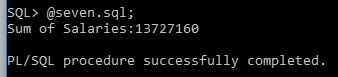 SQL> @seven.sql;
Sum of Salaries:13727160
PL/SQL procedure successfully completed.